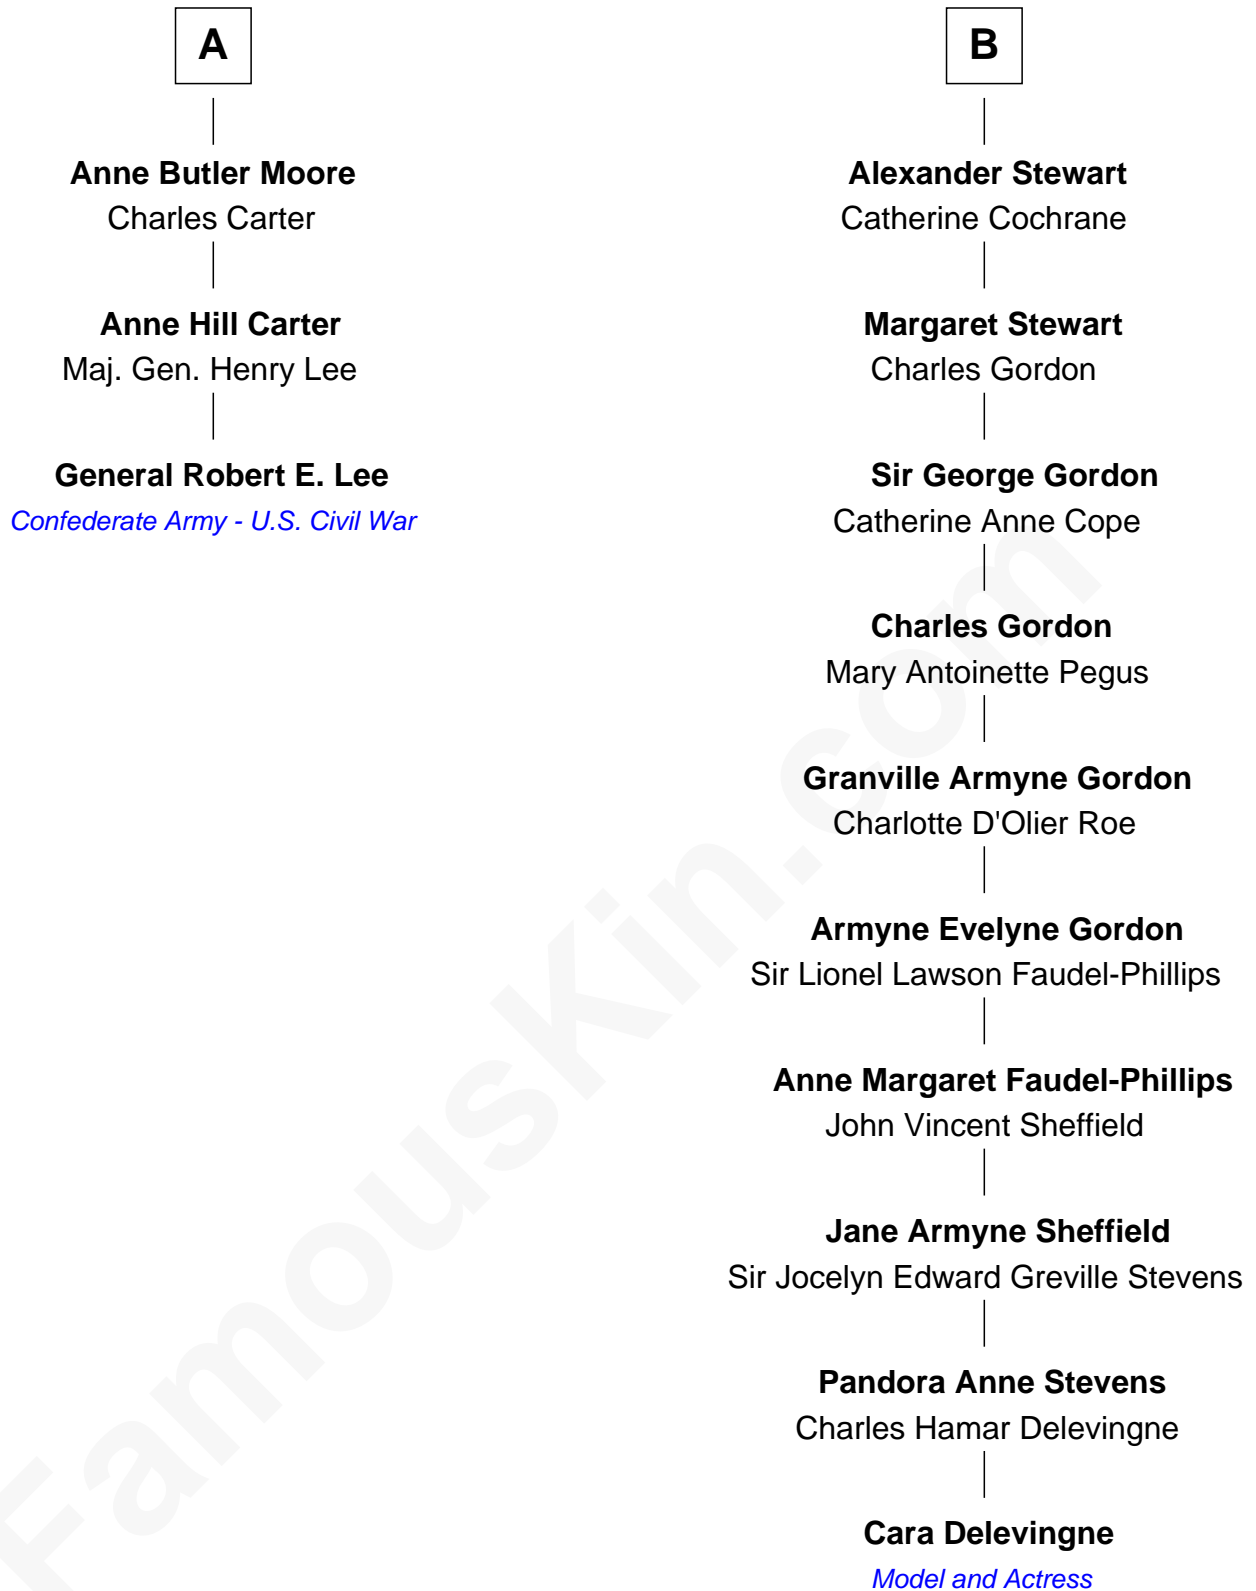 A
Anne Butler Moore
Charles Carter
Anne Hill Carter
Maj. Gen. Henry Lee
General Robert E. Lee
Confederate Army - U.S. Civil War
B
Alexander Stewart
Catherine Cochrane
Margaret Stewart
Charles Gordon
Sir George Gordon
Catherine Anne Cope
Charles Gordon
Mary Antoinette Pegus
Granville Armyne Gordon
Charlotte D'Olier Roe
Armyne Evelyne Gordon
Sir Lionel Lawson Faudel-Phillips
Anne Margaret Faudel-Phillips
John Vincent Sheffield
Jane Armyne Sheffield
Sir Jocelyn Edward Greville Stevens
Pandora Anne Stevens
Charles Hamar Delevingne
Cara Delevingne
Model and Actress
FamousKin.com